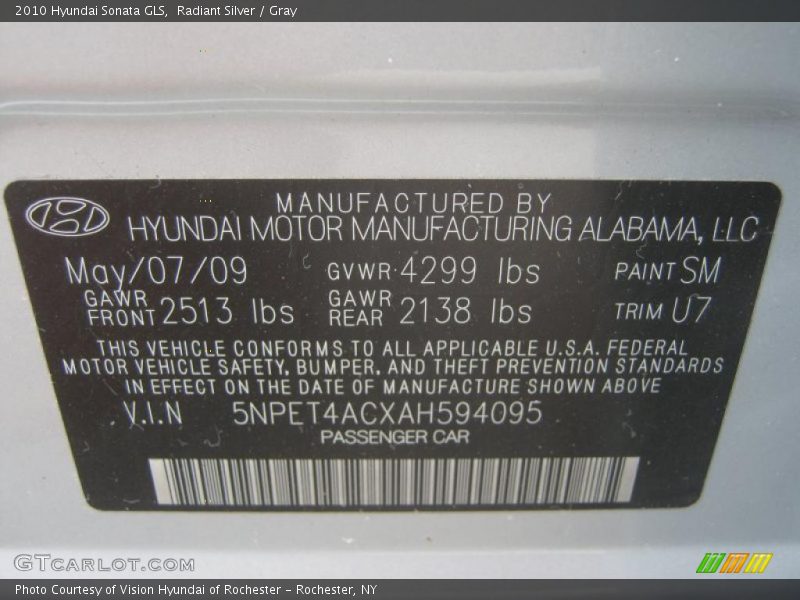 2010 Hyundai Sonata GLS, Radiant Silver / Gray
MANUFACTURED BY
HYUNDAI MOTOR MANUFACTURING ALABAMA, LLC
May/07/09 GVWR 4299 lbs PAINT SM
GAWR FRONT 2513 lbs GAWR REAR 2138 lbs TRIM U7
THIS VEHICLE CONFORMS TO ALL APPLICABLE U.S.A. FEDERAL
MOTOR VEHICLE SAFETY, BUMPER, AND THEFT PREVENTION STANDARDS
IN EFFECT ON THE DATE OF MANUFACTURE SHOWN ABOVE
V.I.N 5NPET4ACXAH594095
PASSENGER CAR
GTCARLOT.COM
Photo Courtesy of Vision Hyundai of Rochester - Rochester, NY